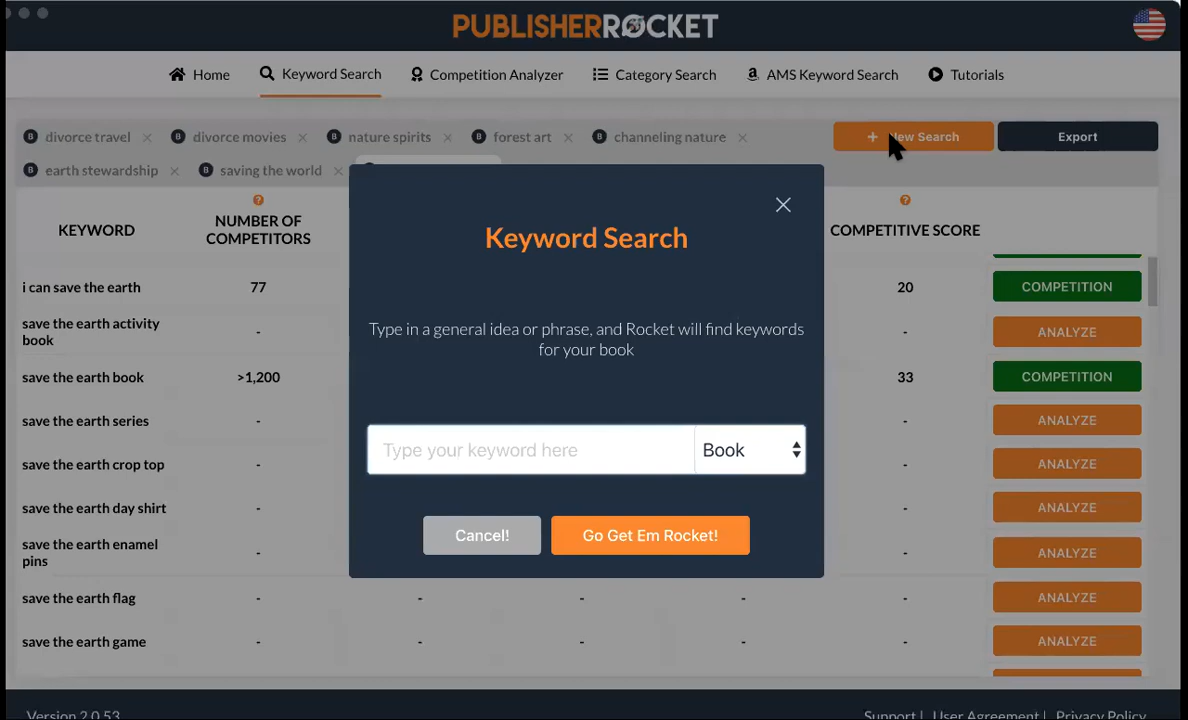 PUBLISHERROCKET
Home
Keyword Search
Competition Analyzer
Category Search
AMS Keyword Search
Tutorials
divorce travel
divorce movies
nature spirits
forest art
channeling nature
+ New Search
Export
earth stewardship
saving the world
KEYWORD
NUMBER OF
COMPETITORS
COMPETITIVE SCORE
Keyword Search
Type in a general idea or phrase, and Rocket will find keywords
for your book
Type your keyword here
Book
Cancel!
Go Get Em Rocket!
i can save the earth
77
20
COMPETITION
save the earth activity
book
-
-
ANALYZE
save the earth book
>1,200
33
COMPETITION
save the earth series
-
-
ANALYZE
save the earth crop top
-
-
ANALYZE
save the earth day shirt
-
-
ANALYZE
save the earth enamel
pins
-
-
ANALYZE
save the earth flag
-
-
-
-
-
ANALYZE
save the earth game
-
-
-
-
-
ANALYZE
Version 2.0.53
Support | User Agreement | Privacy Policy